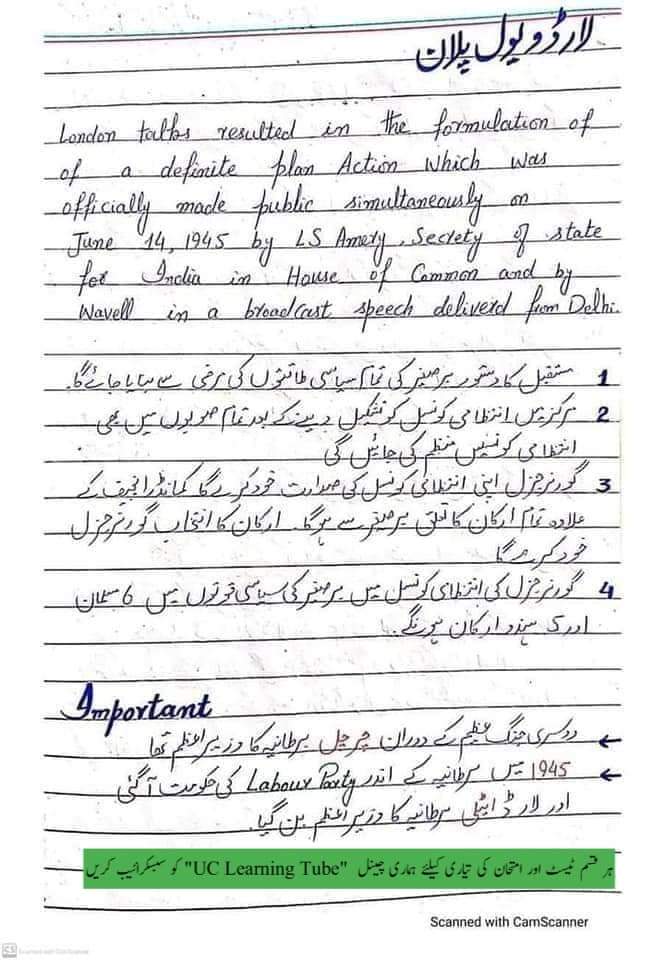 لارڈ ویول پلان
London talks resulted in the formulation of
of a definite plan Action which was
officially made public simultaneously on
June 14, 1945 by LS Amery, Secrety of state
for India in House of Common and by
Wavell in a broadcast speech deliverd from Delhi.
1 مستقبل کا دستور برصغیر کی تمام سیاسی طاقتوں کی مرضی سے بنایا جائے گا۔
2 مرکز میں انتظامی کونسل کو تشکیل دینے کے بعد تمام صوبوں میں بھی
انتظامی کونسلیں منظم کی جائیں گی
3 گورنر جنرل اپنی انتظامی کونسل کی صدارت خود کرے گا کمانڈر انچیف کے
علاوہ تمام ارکان کا تعلق برصغیر سے ہوگا۔ ارکان کا انتخاب گورنر جنرل
خود کرے گا
4 گورنر جنرل کی انتظامی کونسل میں برصغیر کی سیاسی قوتوں میں 6 مسلمان
اور ہندو ارکان ہونگے۔
Important
← دوسری جنگ عظیم کے دوران چرچل برطانیہ کا وزیر اعظم تھا
← 1945 میں برطانیہ کے اندر Labour Party کی حکومت آ گئی
اور لارڈ ایٹلی برطانیہ کا وزیر اعظم بن گیا۔
ہر قسم ٹیسٹ اور امتحان کی تیاری کیلئے ہماری چینل "UC Learning Tube" کو سبسکرائیب کریں
Scanned with CamScanner
CS Scanned with CamScanner